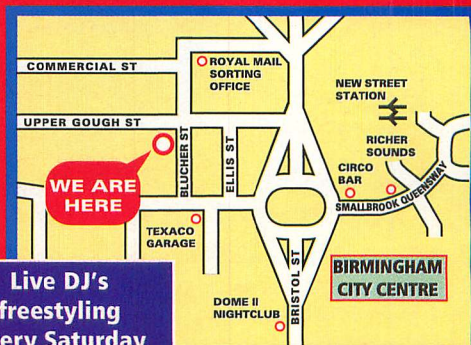 COMMERCIAL ST
ROYAL MAIL
SORTING
OFFICE
NEW STREET
STATION
UPPER GOUGH ST
BLUCHER ST
ELLIS ST
RICHER
SOUNDS
CIRCO
BAR
WE ARE
HERE
SMALLBROOK QUEENSWAY
TEXACO
GARAGE
BIRMINGHAM
CITY CENTRE
BRISTOL ST
DOME II
NIGHTCLUB
Live DJ's
freestyling
ery Saturday